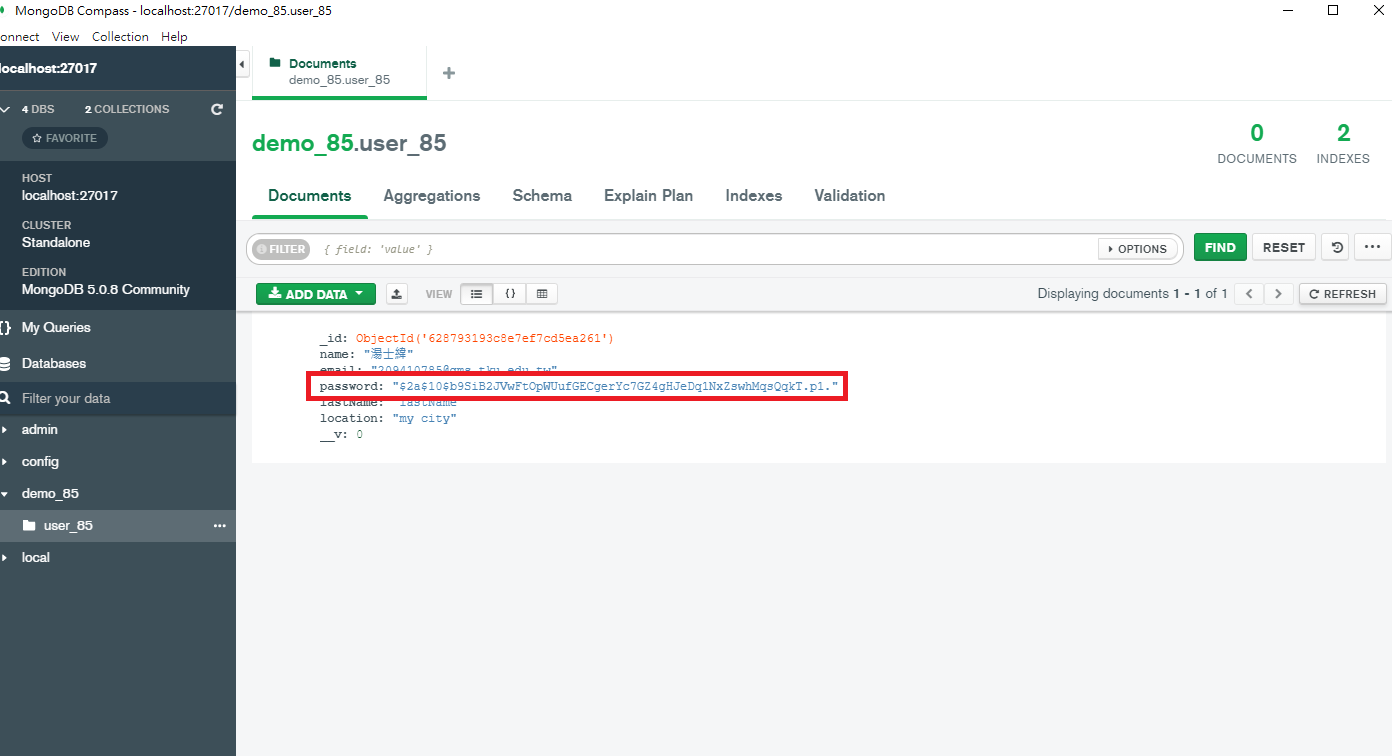 MongoDB Compass - localhost:27017/demo_85.user_85
onnect View Collection Help
localhost:27017
4 DBS 2 COLLECTIONS
FAVORITE
HOST
localhost:27017
CLUSTER
Standalone
EDITION
MongoDB 5.0.8 Community
{} My Queries
Databases
Filter your data
admin
config
demo_85
user_85 ...
local
Documents
demo_85.user_85
+
demo_85.user_85
0 DOCUMENTS
2 INDEXES
Documents Aggregations Schema Explain Plan Indexes Validation
FILTER { field: 'value' } OPTIONS FIND RESET ...
ADD DATA VIEW {} Displaying documents 1 - 1 of 1 < > REFRESH
_id: ObjectId('628793193c8e7ef7cd5ea261')
name: "湯士緯"
email: "209410785@gms.tku.edu.tw"
password: "$2a$10$b9SiB2JVwFtOpWUufGECgerYc7GZ4gHJeDq1NxZswhMqsQqkT.p1."
lastName: "lastName"
location: "my city"
__v: 0